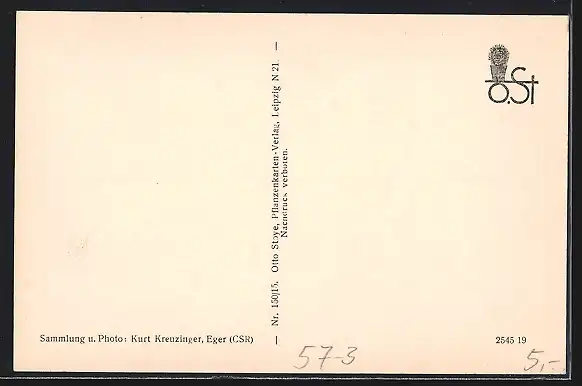 O.St
— Nr. 150/15. Otto Stoye, Pflanzenkarten-Verlag, Leipzig N 21 —
Nachdruck verboten.
Sammlung u. Photo: Kurt Kreuzinger, Eger (CSR)
2545 19
57-3
5,-